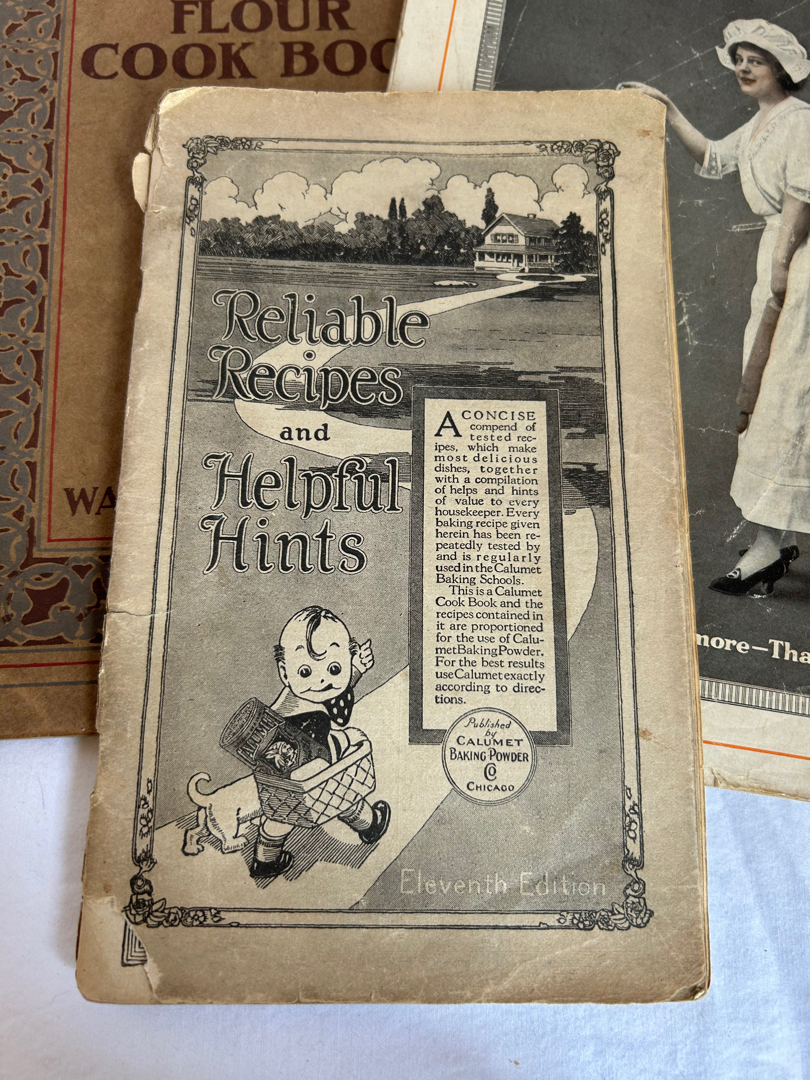 FLOUR
COOK BOO
WA
more—Tha
Reliable
Recipes
and
Helpful
Hints
A CONCISE
compend of
tested rec-
ipes, which make
most delicious
dishes, together
with a compilation
of helps and hints
of value to every
housekeeper. Every
baking recipe given
herein has been re-
peatedly tested by
and is regularly
used in the Calumet
Baking Schools.
This is a Calumet
Cook Book and the
recipes contained in
it are proportioned
for the use of Calu-
met Baking Powder.
For the best results
use Calumet exactly
according to direc-
tions.
Published
by
CALUMET
BAKING POWDER
CO
CHICAGO
ALUME
Eleventh Edition